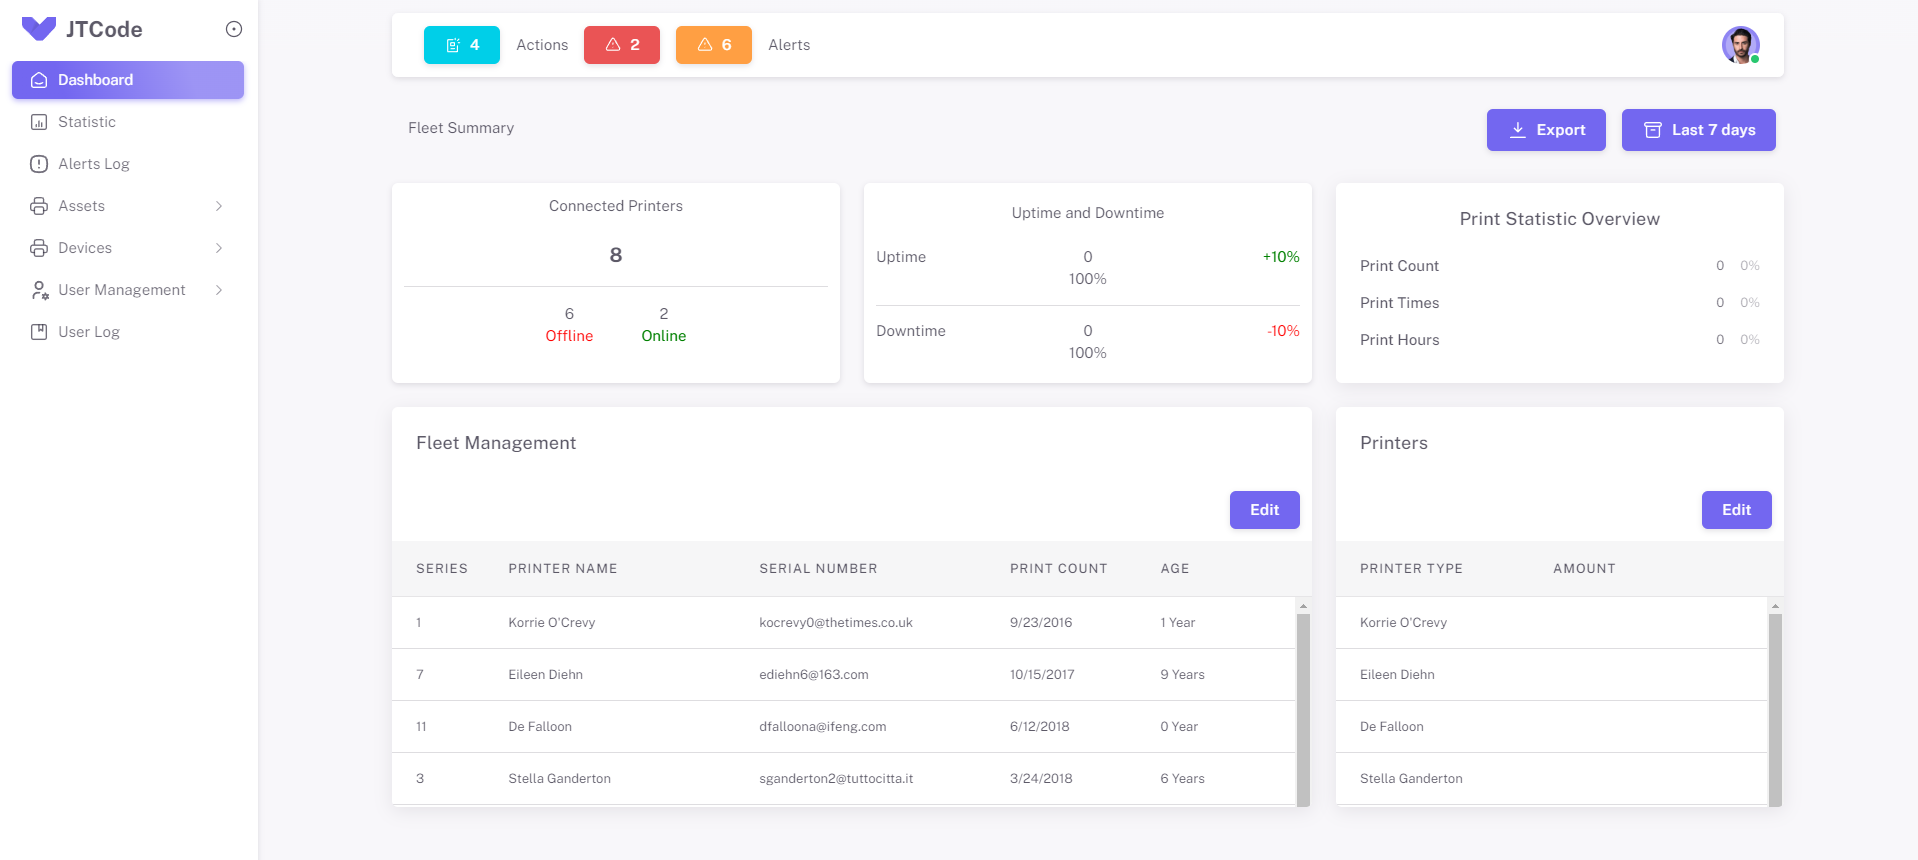 JTCode
Dashboard
Statistic
Alerts Log
Assets
Devices
User Management
User Log
4 Actions 2 6 Alerts
Fleet Summary
Export Last 7 days
Connected Printers
8
6 2
Offline Online
Uptime and Downtime
Uptime 0 +10%
100%
Downtime 0 -10%
100%
Print Statistic Overview
Print Count 0 0%
Print Times 0 0%
Print Hours 0 0%
Fleet Management
Edit
SERIES PRINTER NAME SERIAL NUMBER PRINT COUNT AGE
1 Korrie O'Crevy kocrevy0@thetimes.co.uk 9/23/2016 1 Year
7 Eileen Diehn ediehn6@163.com 10/15/2017 9 Years
11 De Falloon dfalloona@ifeng.com 6/12/2018 0 Year
3 Stella Ganderton sganderton2@tuttocitta.it 3/24/2018 6 Years
Printers
Edit
PRINTER TYPE AMOUNT
Korrie O'Crevy
Eileen Diehn
De Falloon
Stella Ganderton